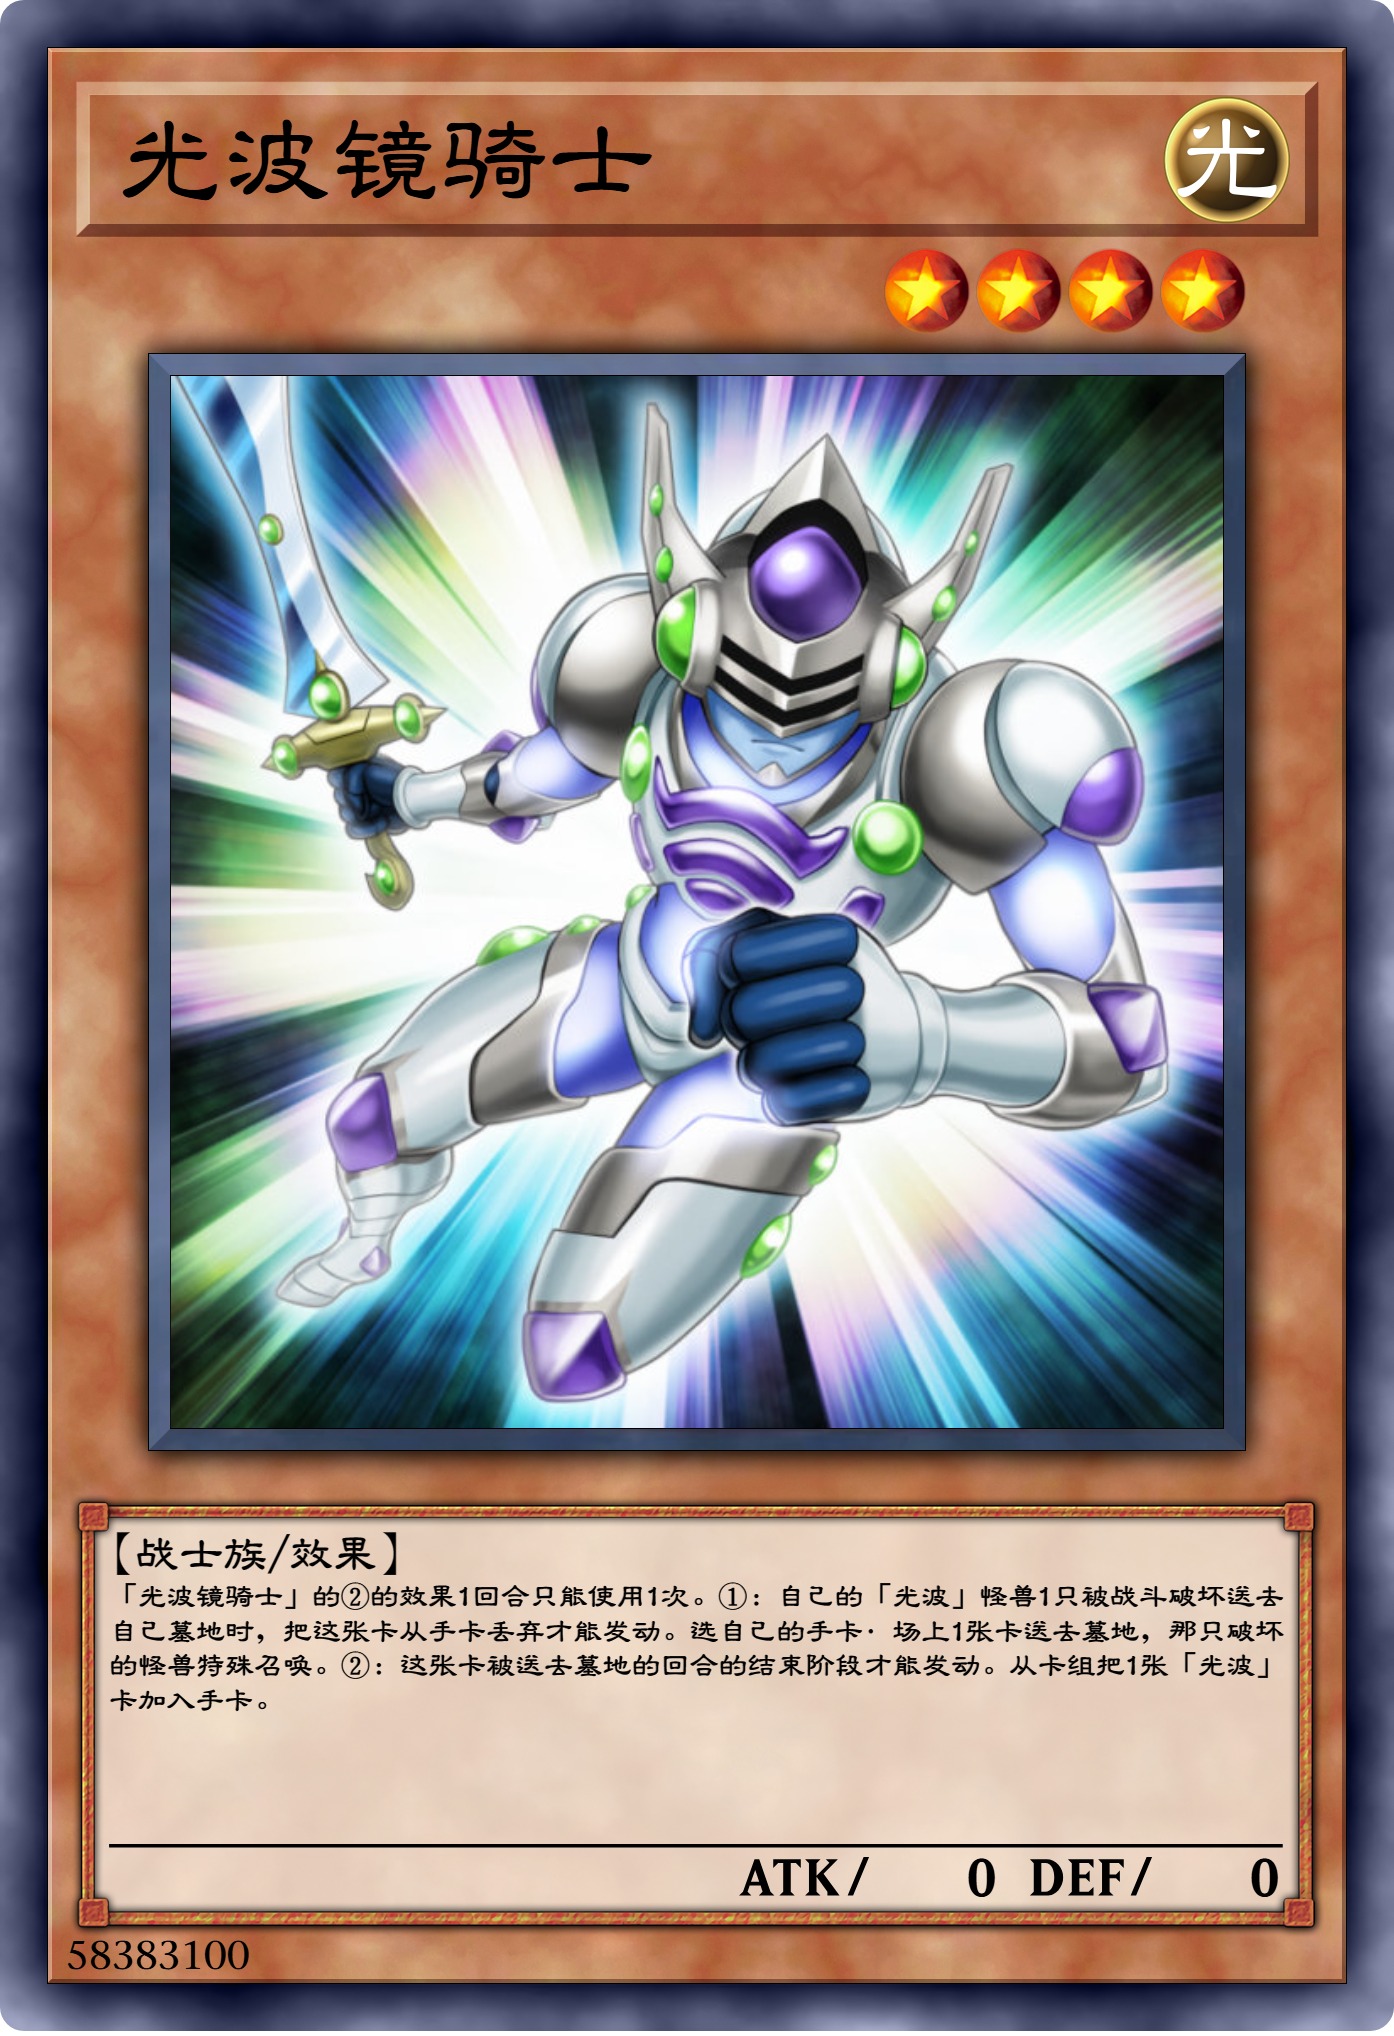 光波镜骑士
光
【战士族/效果】
「光波镜骑士」的②的效果1回合只能使用1次。①：自己的「光波」怪兽1只被战斗破坏送去
自己墓地时，把这张卡从手卡丢弃才能发动。选自己的手卡·场上1张卡送去墓地，那只破坏
的怪兽特殊召唤。②：这张卡被送去墓地的回合的结束阶段才能发动。从卡组把1张「光波」
卡加入手卡。
ATK/ 0 DEF/ 0
58383100